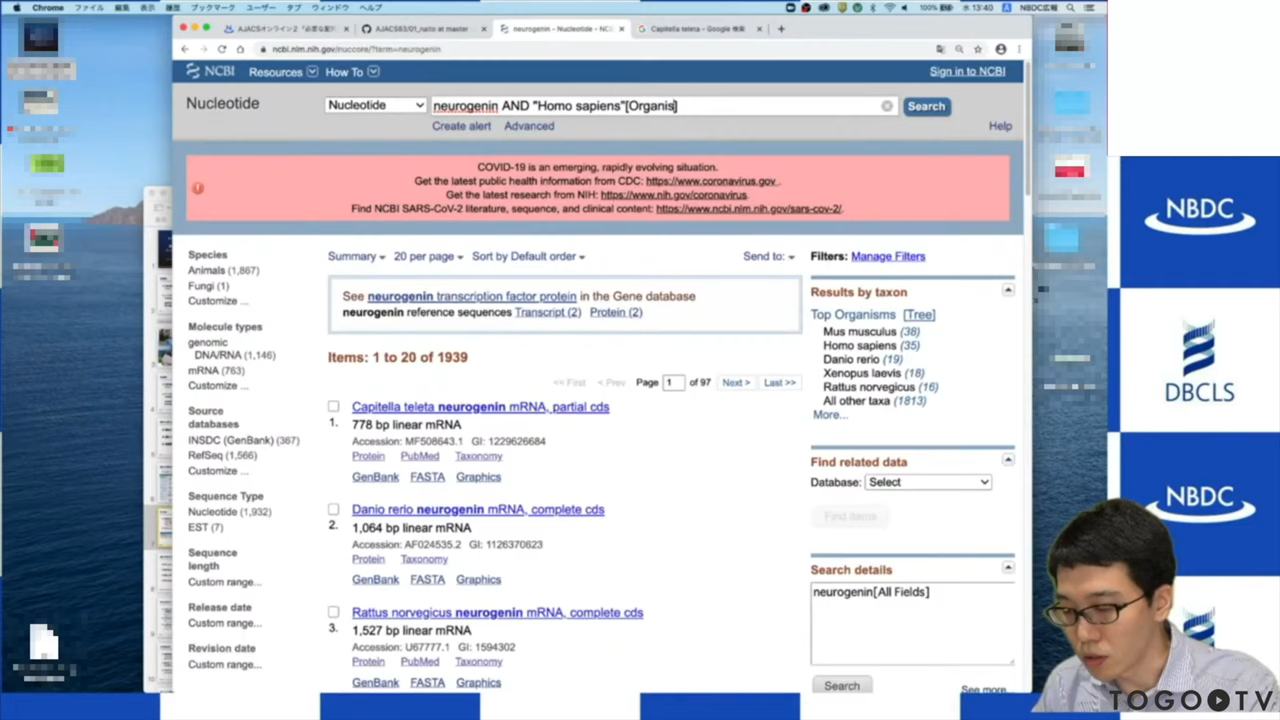 Chrome ファイル 編集 表示 履歴 ブックマーク ユーザー タブ ウィンドウ ヘルプ
100% 水 13:40 NBDC広報
AJACS63/01_naito at master
neurogenin - Nucleotide - NC
Capitella teleta - Google 検索
ncbi.nlm.nih.gov/nuccore/?term=neurogenin
NCBI Resources How To Sign in to NCBI
Nucleotide Nucleotide neurogenin AND "Homo sapiens"[Organis] Search
Create alert Advanced Help
COVID-19 is an emerging, rapidly evolving situation.
Get the latest public health information from CDC: https://www.coronavirus.gov .
Get the latest research from NIH: https://www.nih.gov/coronavirus.
Find NCBI SARS-CoV-2 literature, sequence, and clinical content: https://www.ncbi.nlm.nih.gov/sars-cov-2/.
Species
Animals (1,867)
Fungi (1)
Customize ...
Molecule types
genomic
DNA/RNA (1,146)
mRNA (763)
Customize ...
Source
databases
INSDC (GenBank) (367)
RefSeq (1,566)
Customize ...
Sequence Type
Nucleotide (1,932)
EST (7)
Sequence
length
Custom range...
Release date
Custom range...
Revision date
Custom range...
Summary 20 per page Sort by Default order Send to:
See neurogenin transcription factor protein in the Gene database
neurogenin reference sequences Transcript (2) Protein (2)
Items: 1 to 20 of 1939
<< First < Prev Page 1 of 97 Next > Last >>
Capitella teleta neurogenin mRNA, partial cds
1. 778 bp linear mRNA
Accession: MF508643.1 GI: 1229626684
Protein PubMed Taxonomy
GenBank FASTA Graphics
Danio rerio neurogenin mRNA, complete cds
2. 1,064 bp linear mRNA
Accession: AF024535.2 GI: 1126370623
Protein Taxonomy
GenBank FASTA Graphics
Rattus norvegicus neurogenin mRNA, complete cds
3. 1,527 bp linear mRNA
Accession: U67777.1 GI: 1594302
Protein PubMed Taxonomy
GenBank FASTA Graphics
Filters: Manage Filters
Results by taxon
Top Organisms [Tree]
Mus musculus (38)
Homo sapiens (35)
Danio rerio (19)
Xenopus laevis (18)
Rattus norvegicus (16)
All other taxa (1813)
More...
Find related data
Database: Select
Find items
Search details
neurogenin[All Fields]
Search
See more...
NBDC
DBCLS
NBDC
TOGO TV